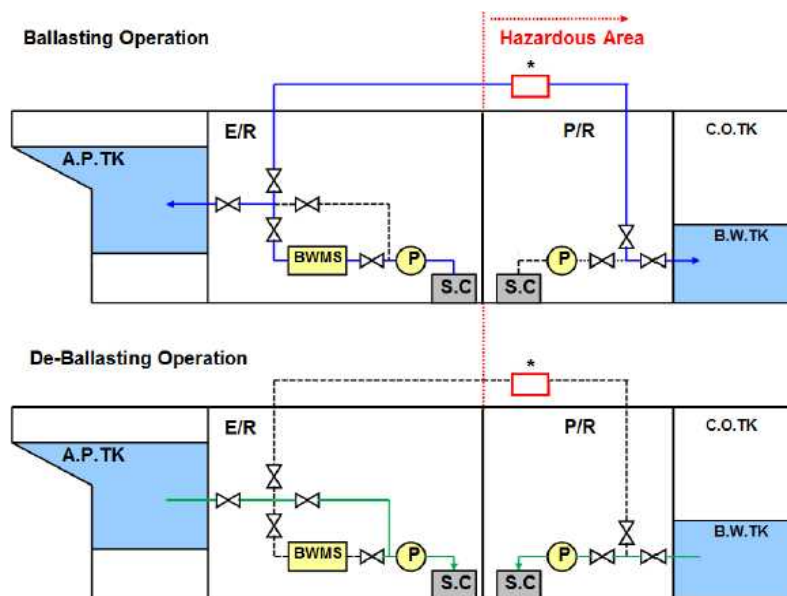 Ballasting Operation
Hazardous Area
*
E/R
P/R
C.O.TK
A.P.TK
B.W.TK
BWMS
P
P
S.C
S.C
De-Ballasting Operation
*
E/R
P/R
C.O.TK
A.P.TK
B.W.TK
BWMS
P
P
S.C
S.C